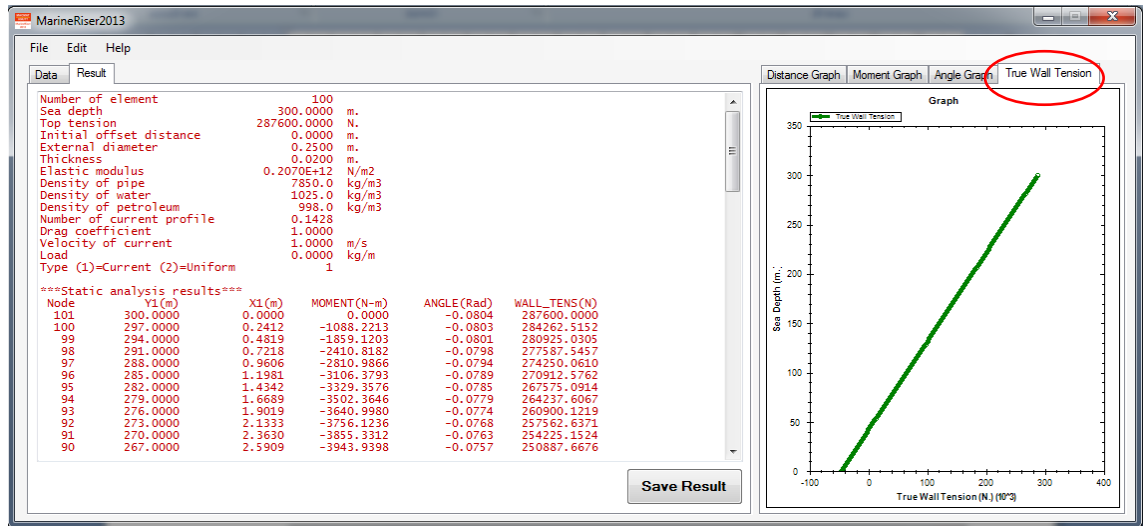 MarineRiser2013
File Edit Help
Data Result
Number of element 100
Sea depth 300.0000 m.
Top tension 287600.0000 N.
Initial offset distance 0.0000 m.
External diameter 0.2500 m.
Thickness 0.0200 m.
Elastic modulus 0.2070E+12 N/m2
Density of pipe 7850.0 kg/m3
Density of water 1025.0 kg/m3
Density of petroleum 998.0 kg/m3
Number of current profile 0.1428
Drag coefficient 1.0000
Velocity of current 1.0000 m/s
Load 0.0000 kg/m
Type (1)=Current (2)=Uniform 1
***Static analysis results***
Node Y1(m) X1(m) MOMENT(N-m) ANGLE(Rad) WALL_TENS(N)
101 300.0000 0.0000 0.0000 -0.0804 287600.0000
100 297.0000 0.2412 -1088.2213 -0.0803 284262.5152
99 294.0000 0.4819 -1859.1203 -0.0801 280925.0305
98 291.0000 0.7218 -2410.8182 -0.0798 277587.5457
97 288.0000 0.9606 -2810.9866 -0.0794 274250.0610
96 285.0000 1.1981 -3106.3793 -0.0789 270912.5762
95 282.0000 1.4342 -3329.3576 -0.0785 267575.0914
94 279.0000 1.6689 -3502.3646 -0.0779 264237.6067
93 276.0000 1.9019 -3640.9980 -0.0774 260900.1219
92 273.0000 2.1333 -3756.1236 -0.0768 257562.6371
91 270.0000 2.3630 -3855.3312 -0.0763 254225.1524
90 267.0000 2.5909 -3943.9398 -0.0757 250887.6676
Save Result
Distance Graph Moment Graph Angle Graph True Wall Tension
Graph
True Wall Tension
350
300
250
200
150
100
50
0
Sea Depth (m.)
-100 0 100 200 300 400
True Wall Tension (N.) (10^3)